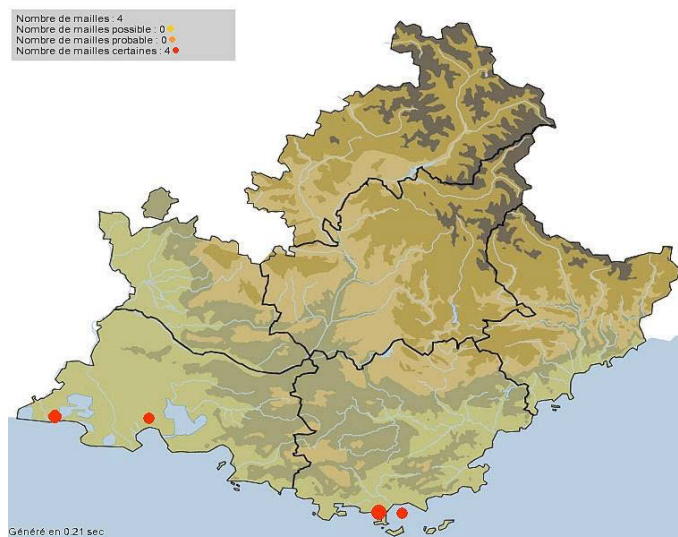 Nombre de mailles : 4
Nombre de mailles possible : 0
Nombre de mailles probable : 0
Nombre de mailles certaines : 4
Généré en 0.21 sec